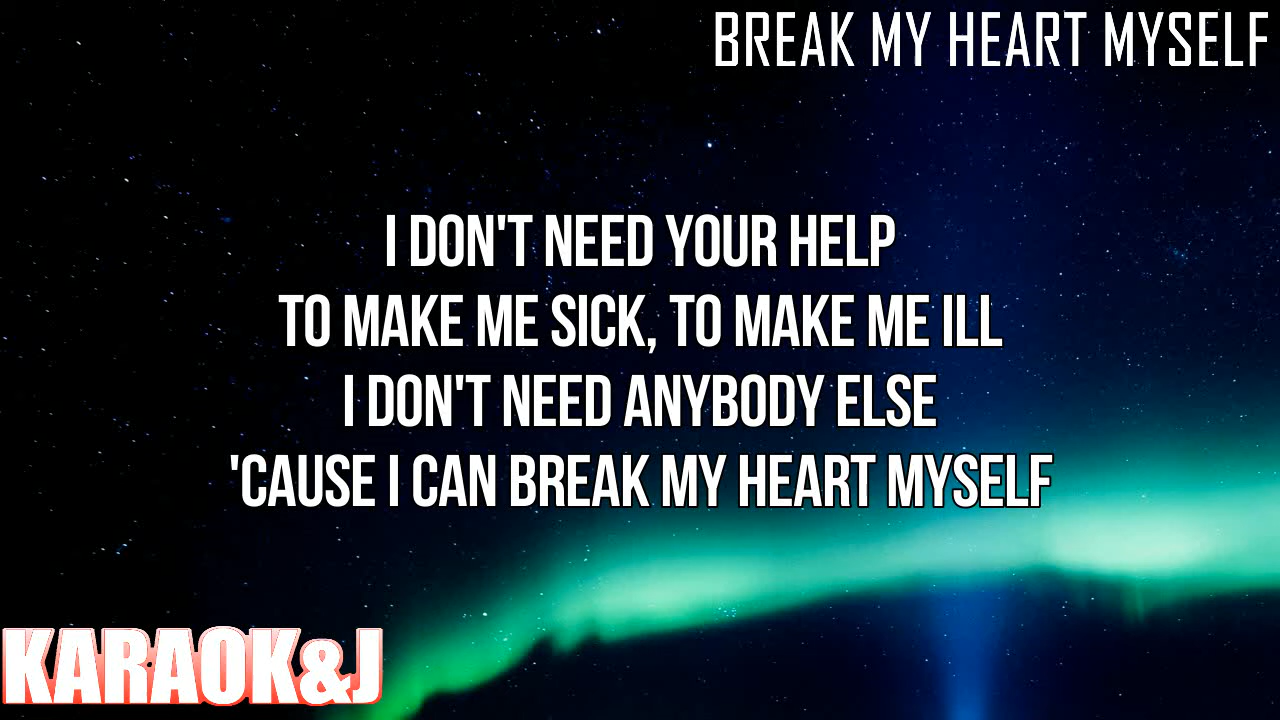 BREAK MY HEART MYSELF
I DON'T NEED YOUR HELP
TO MAKE ME SICK, TO MAKE ME ILL
I DON'T NEED ANYBODY ELSE
'CAUSE I CAN BREAK MY HEART MYSELF
KARAOK&J